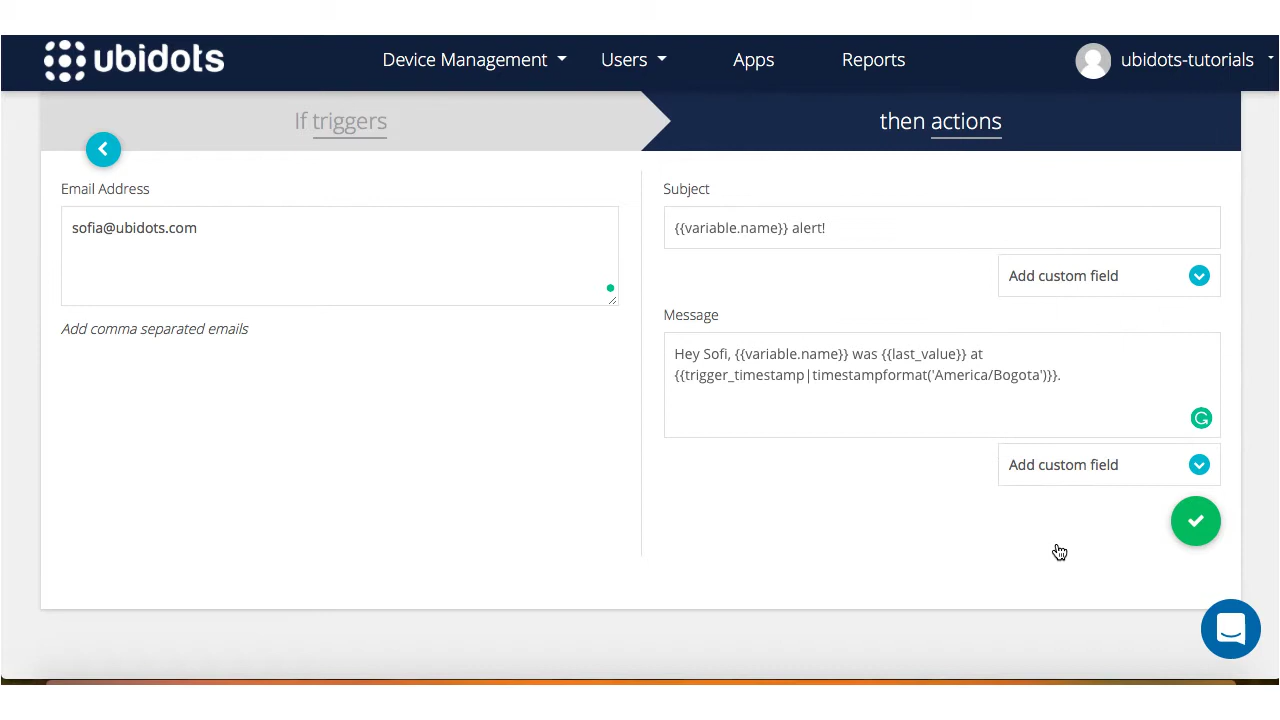 ubidots
Device Management
Users
Apps
Reports
ubidots-tutorials
If triggers
then actions
Email Address
sofia@ubidots.com
Add comma separated emails
Subject
{{variable.name}} alert!
Add custom field
Message
Hey Sofi, {{variable.name}} was {{last_value}} at
{{trigger_timestamp|timestampformat('America/Bogota')}}.
Add custom field